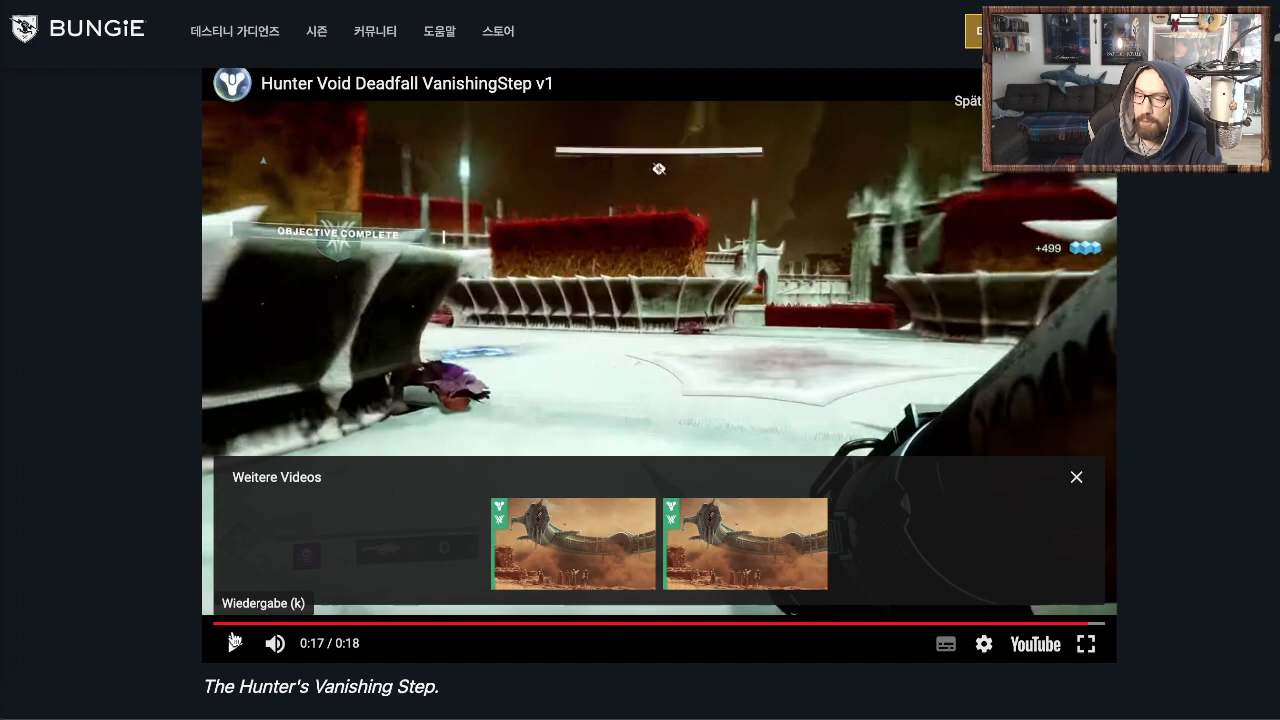 BUNGiE
데스티니 가디언즈 시즌 커뮤니티 도움말 스토어
Hunter Void Deadfall VanishingStep v1
Spät
OBJECTIVE COMPLETE
+499
Weitere Videos
Wiedergabe (k)
0:17 / 0:18
YouTube
The Hunter's Vanishing Step.